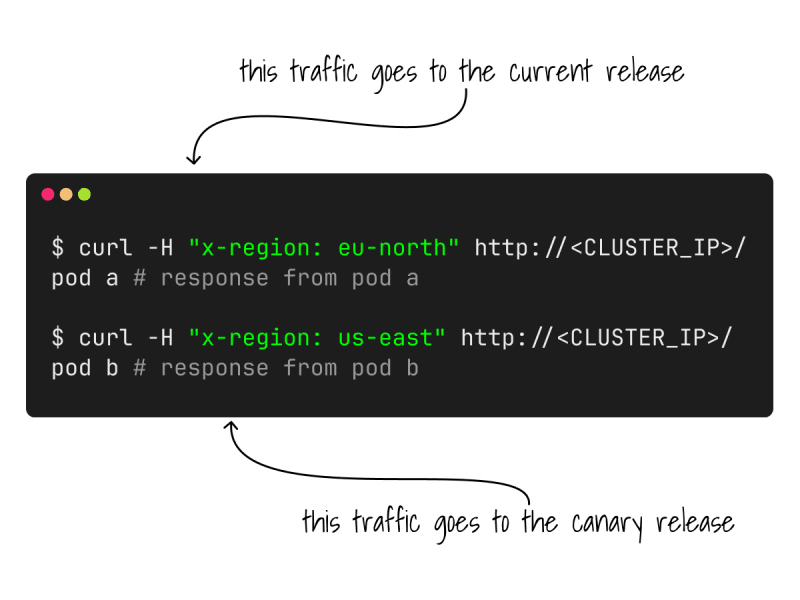 this traffic goes to the current release
$ curl -H "x-region: eu-north" http://<CLUSTER_IP>/
pod a # response from pod a
$ curl -H "x-region: us-east" http://<CLUSTER_IP>/
pod b # response from pod b
this traffic goes to the canary release